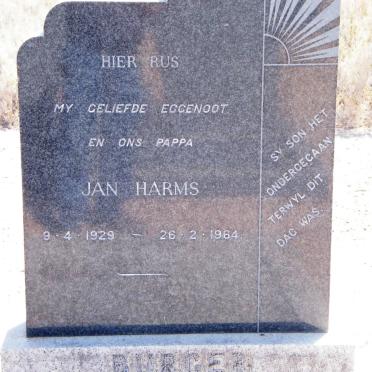 HIER RUS
MY GELIEFDE EGGENOOT
EN ONS PAPPA
JAN HARMS
9 · 4 · 1929 — 26 · 2 · 1964
SY SON HET
ONDERGEGAAN
TERWYL DIT
DAG WAS.
BURGER